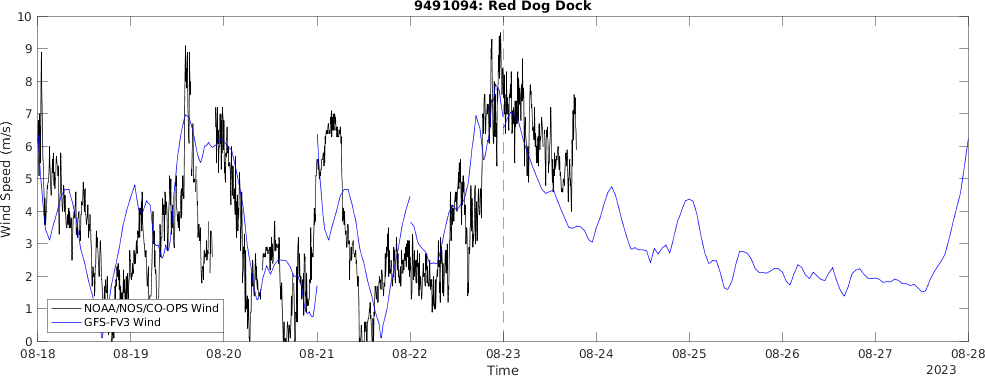 9491094: Red Dog Dock
10
9
8
7
6
5
4
3
2
1
0
Wind Speed (m/s)
NOAA/NOS/CO-OPS Wind
GFS-FV3 Wind
08-18 08-19 08-20 08-21 08-22 08-23 08-24 08-25 08-26 08-27 08-28
Time
2023